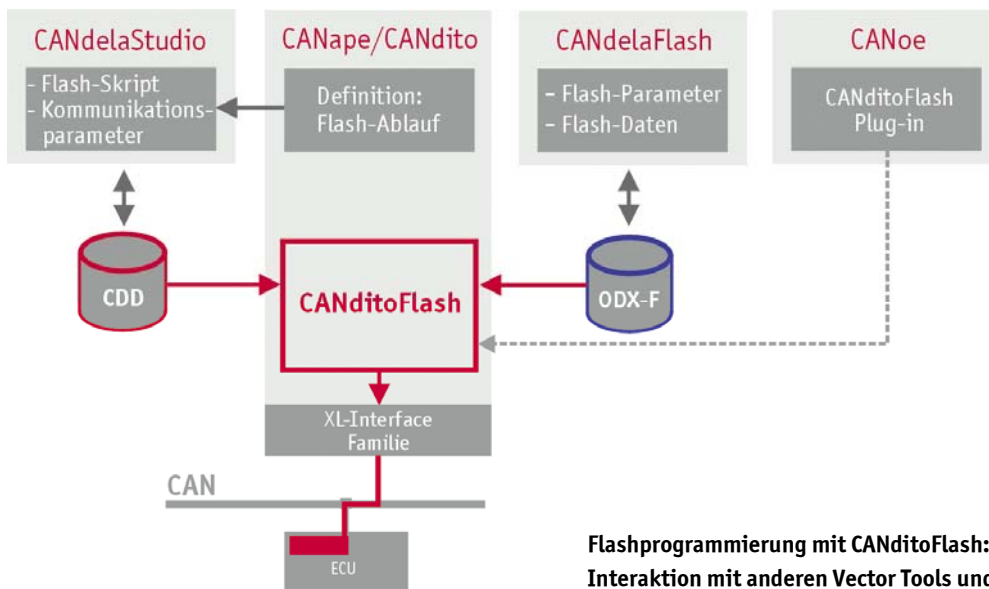 CANdelaStudio
- Flash-Skript
- Kommunikations-
parameter
CANape/CANdito
Definition:
Flash-Ablauf
CANdelaFlash
- Flash-Parameter
- Flash-Daten
CANoe
CANditoFlash
Plug-in
CDD
CANditoFlash
ODX-F
XL-Interface
Familie
CAN
ECU
Flashprogrammierung mit CANditoFlash:
Interaktion mit anderen Vector Tools und